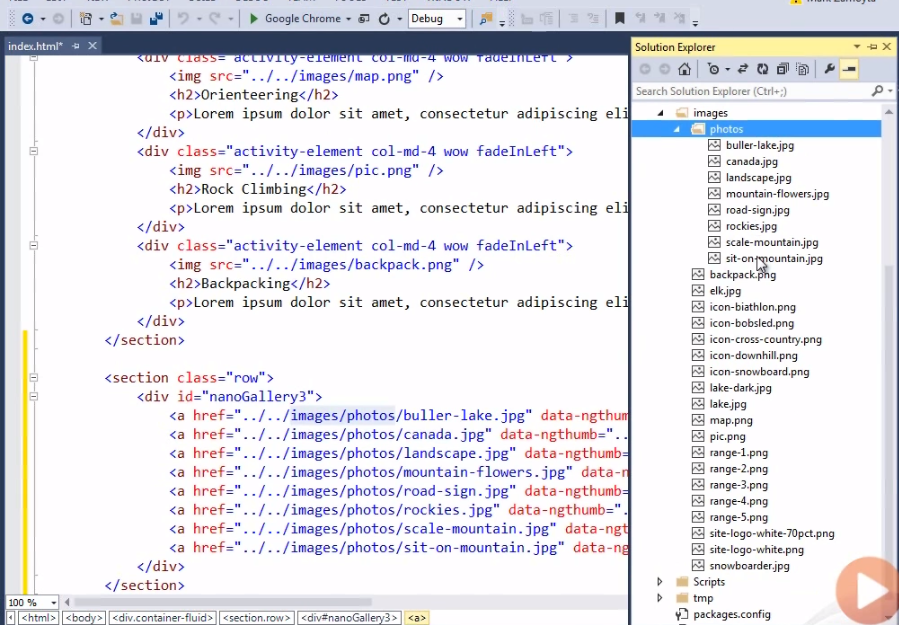 Google Chrome
Debug
index.html*
<div class="activity-element col-md-4 wow fadeInLeft">
<img src="../../images/map.png" />
<h2>Orienteering</h2>
<p>Lorem ipsum dolor sit amet, consectetur adipiscing eli
</div>
<div class="activity-element col-md-4 wow fadeInLeft">
<img src="../../images/pic.png" />
<h2>Rock Climbing</h2>
<p>Lorem ipsum dolor sit amet, consectetur adipiscing eli
</div>
<div class="activity-element col-md-4 wow fadeInLeft">
<img src="../../images/backpack.png" />
<h2>Backpacking</h2>
<p>Lorem ipsum dolor sit amet, consectetur adipiscing eli
</div>
</section>
<section class="row">
<div id="nanoGallery3">
<a href="../../images/photos/buller-lake.jpg" data-ngthum
<a href="../../images/photos/canada.jpg" data-ngthumb="..
<a href="../../images/photos/landscape.jpg" data-ngthumb=
<a href="../../images/photos/mountain-flowers.jpg" data-n
<a href="../../images/photos/road-sign.jpg" data-ngthumb=
<a href="../../images/photos/rockies.jpg" data-ngthumb=".
<a href="../../images/photos/scale-mountain.jpg" data-ngt
<a href="../../images/photos/sit-on-mountain.jpg" data-ng
</div>
</section>
100 %
<html> <body> <div.container-fluid> <section.row> <div#nanoGallery3> <a>
Solution Explorer
Search Solution Explorer (Ctrl+;)
images
photos
buller-lake.jpg
canada.jpg
landscape.jpg
mountain-flowers.jpg
road-sign.jpg
rockies.jpg
scale-mountain.jpg
sit-on-mountain.jpg
backpack.png
elk.jpg
icon-biathlon.png
icon-bobsled.png
icon-cross-country.png
icon-downhill.png
icon-snowboard.png
lake-dark.jpg
lake.jpg
map.png
pic.png
range-1.png
range-2.png
range-3.png
range-4.png
range-5.png
site-logo-white-70pct.png
site-logo-white.png
snowboarder.jpg
Scripts
tmp
packages.config